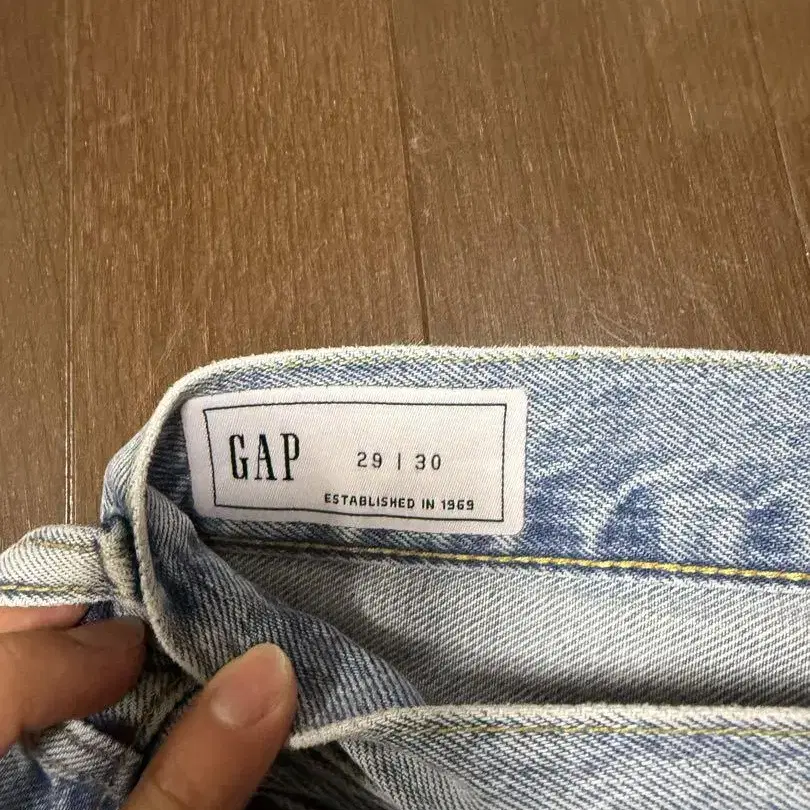 GAP
29 | 30
ESTABLISHED IN 1969